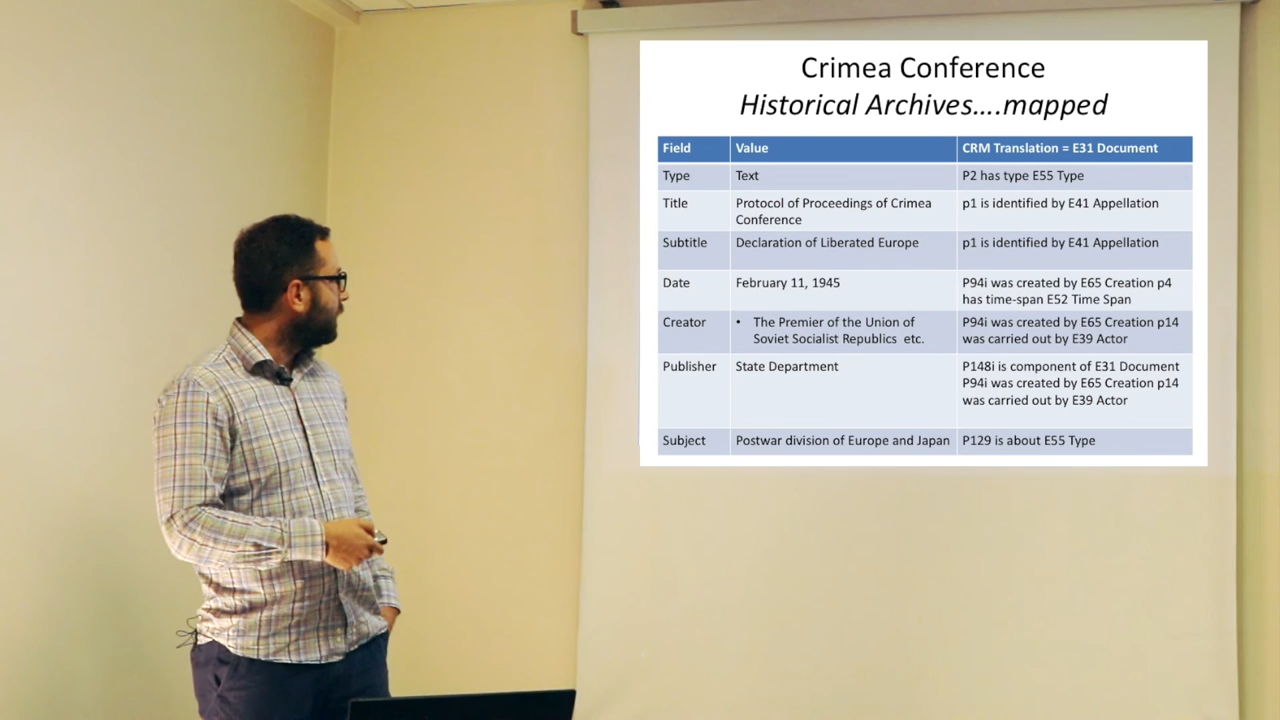 Crimea Conference
Historical Archives….mapped
Field Value CRM Translation = E31 Document
Type Text P2 has type E55 Type
Title Protocol of Proceedings of Crimea Conference p1 is identified by E41 Appellation
Subtitle Declaration of Liberated Europe p1 is identified by E41 Appellation
Date February 11, 1945 P94i was created by E65 Creation p4 has time-span E52 Time Span
Creator • The Premier of the Union of Soviet Socialist Republics etc. P94i was created by E65 Creation p14 was carried out by E39 Actor
Publisher State Department P148i is component of E31 Document P94i was created by E65 Creation p14 was carried out by E39 Actor
Subject Postwar division of Europe and Japan P129 is about E55 Type